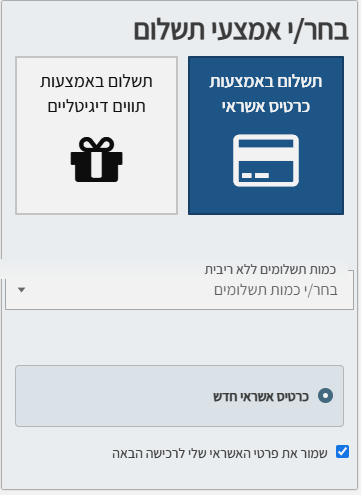 בחר/י אמצעי תשלום
תשלום באמצעות
כרטיס אשראי
תשלום באמצעות
תווים דיגיטליים
כמות תשלומים ללא ריבית
בחר/י כמות תשלומים
כרטיס אשראי חדש
שמור את פרטי האשראי שלי לרכישה הבאה